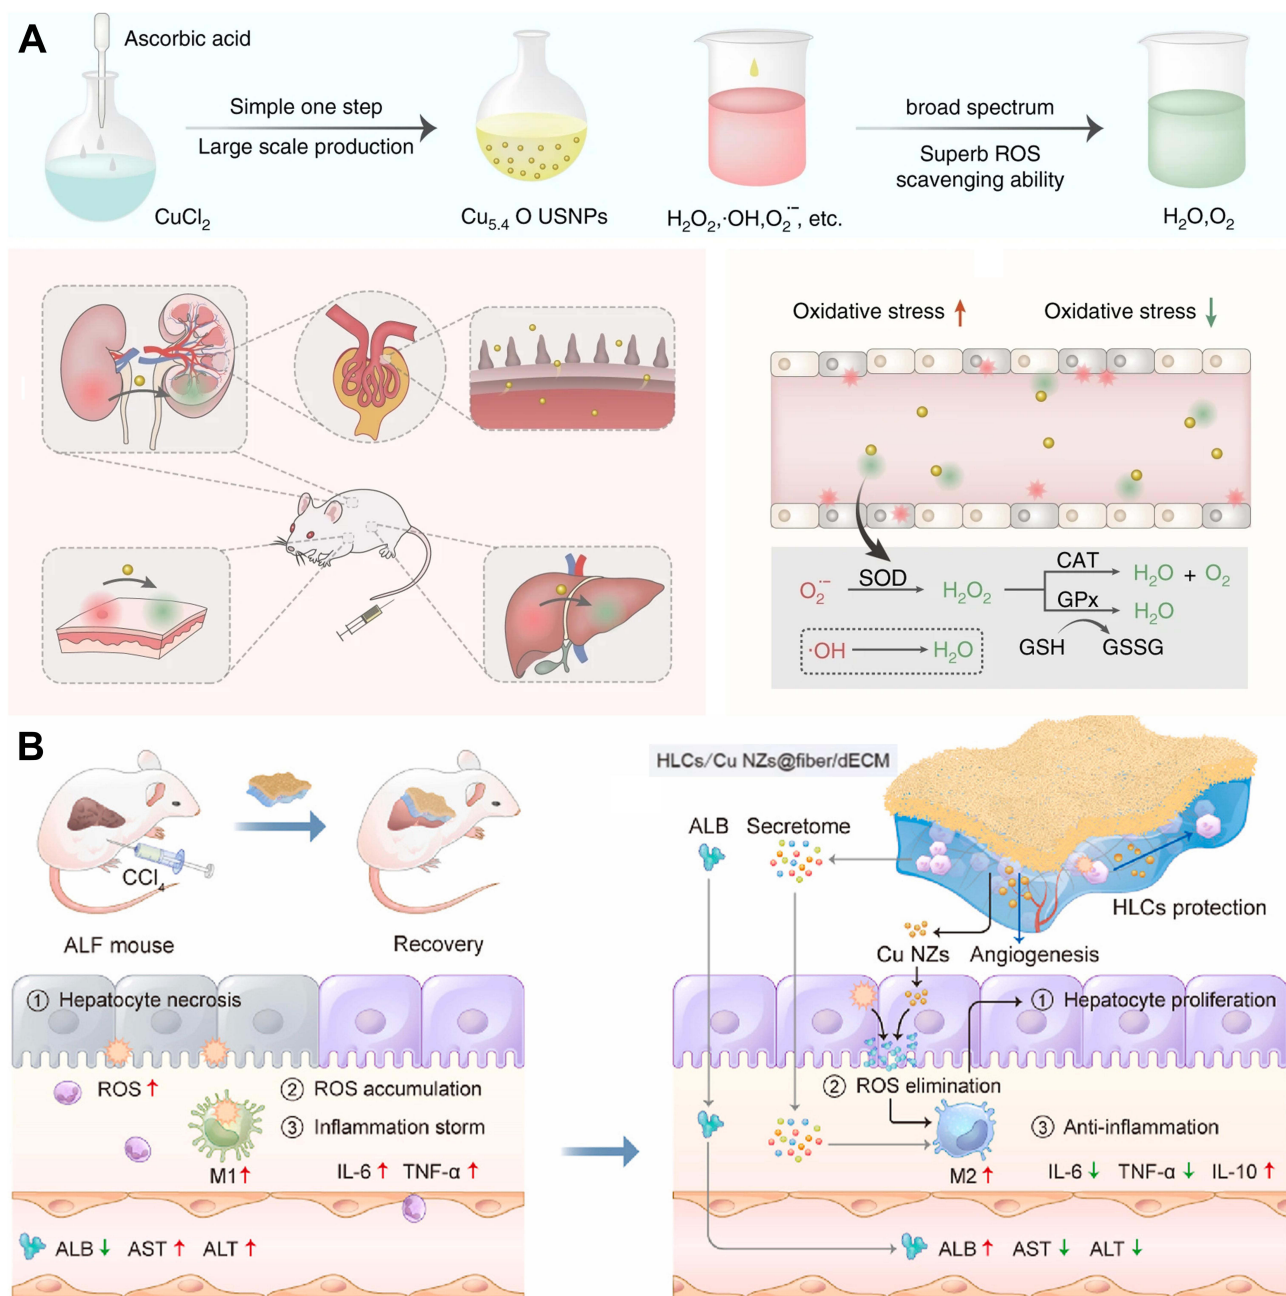 A
Ascorbic acid
Simple one step
Large scale production
CuCl2
Cu5.4 O USNPs
H2O2,·OH,O2·−, etc.
broad spectrum
Superb ROS
scavenging ability
H2O,O2
Oxidative stress ↑
Oxidative stress ↓
O2·−
SOD
H2O2
CAT
H2O + O2
GPx
H2O
·OH
H2O
GSH
GSSG
B
CCl4
ALF mouse
Recovery
HLCs/Cu NZs@fiber/dECM
ALB
Secretome
HLCs protection
Cu NZs
Angiogenesis
① Hepatocyte necrosis
ROS ↑
② ROS accumulation
③ Inflammation storm
M1 ↑
IL-6 ↑
TNF-α ↑
ALB ↓
AST ↑
ALT ↑
① Hepatocyte proliferation
② ROS elimination
③ Anti-inflammation
M2 ↑
IL-6 ↓
TNF-α ↓
IL-10 ↑
ALB ↑
AST ↓
ALT ↓